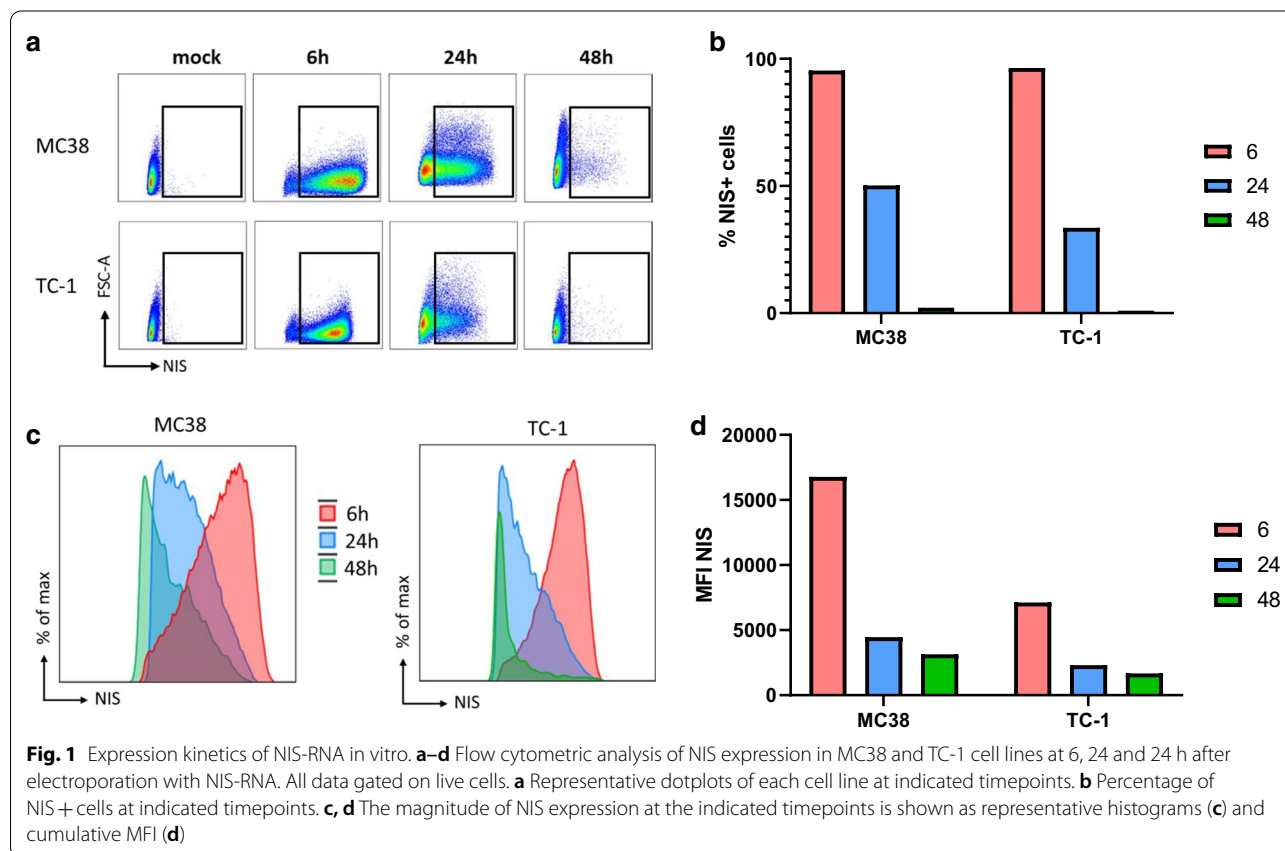 a
mock 6h 24h 48h
MC38
TC-1
FSC-A
NIS
b
100
50
0
% NIS+ cells
MC38 TC-1
6
24
48
c
MC38
TC-1
% of max
NIS
6h
24h
48h
% of max
NIS
d
20000
15000
10000
5000
0
MFI NIS
MC38 TC-1
6
24
48
Fig. 1 Expression kinetics of NIS-RNA in vitro. a–d Flow cytometric analysis of NIS expression in MC38 and TC-1 cell lines at 6, 24 and 24 h after
electroporation with NIS-RNA. All data gated on live cells. a Representative dotplots of each cell line at indicated timepoints. b Percentage of
NIS + cells at indicated timepoints. c, d The magnitude of NIS expression at the indicated timepoints is shown as representative histograms (c) and
cumulative MFI (d)